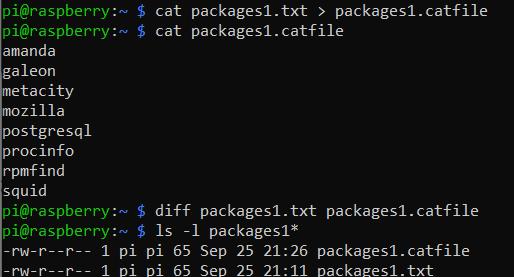 pi@raspberry:~ $ cat packages1.txt > packages1.catfile
pi@raspberry:~ $ cat packages1.catfile
amanda
galeon
metacity
mozilla
postgresql
procinfo
rpmfind
squid
pi@raspberry:~ $ diff packages1.txt packages1.catfile
pi@raspberry:~ $ ls -l packages1*
-rw-r--r-- 1 pi pi 65 Sep 25 21:26 packages1.catfile
-rw-r--r-- 1 pi pi 65 Sep 25 21:11 packages1.txt